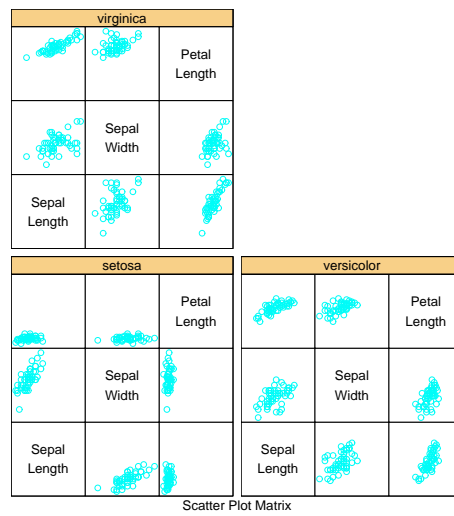 virginica
Petal
Length
Sepal
Width
Sepal
Length
setosa
Petal
Length
Sepal
Width
Sepal
Length
versicolor
Petal
Length
Sepal
Width
Sepal
Length
Scatter Plot Matrix